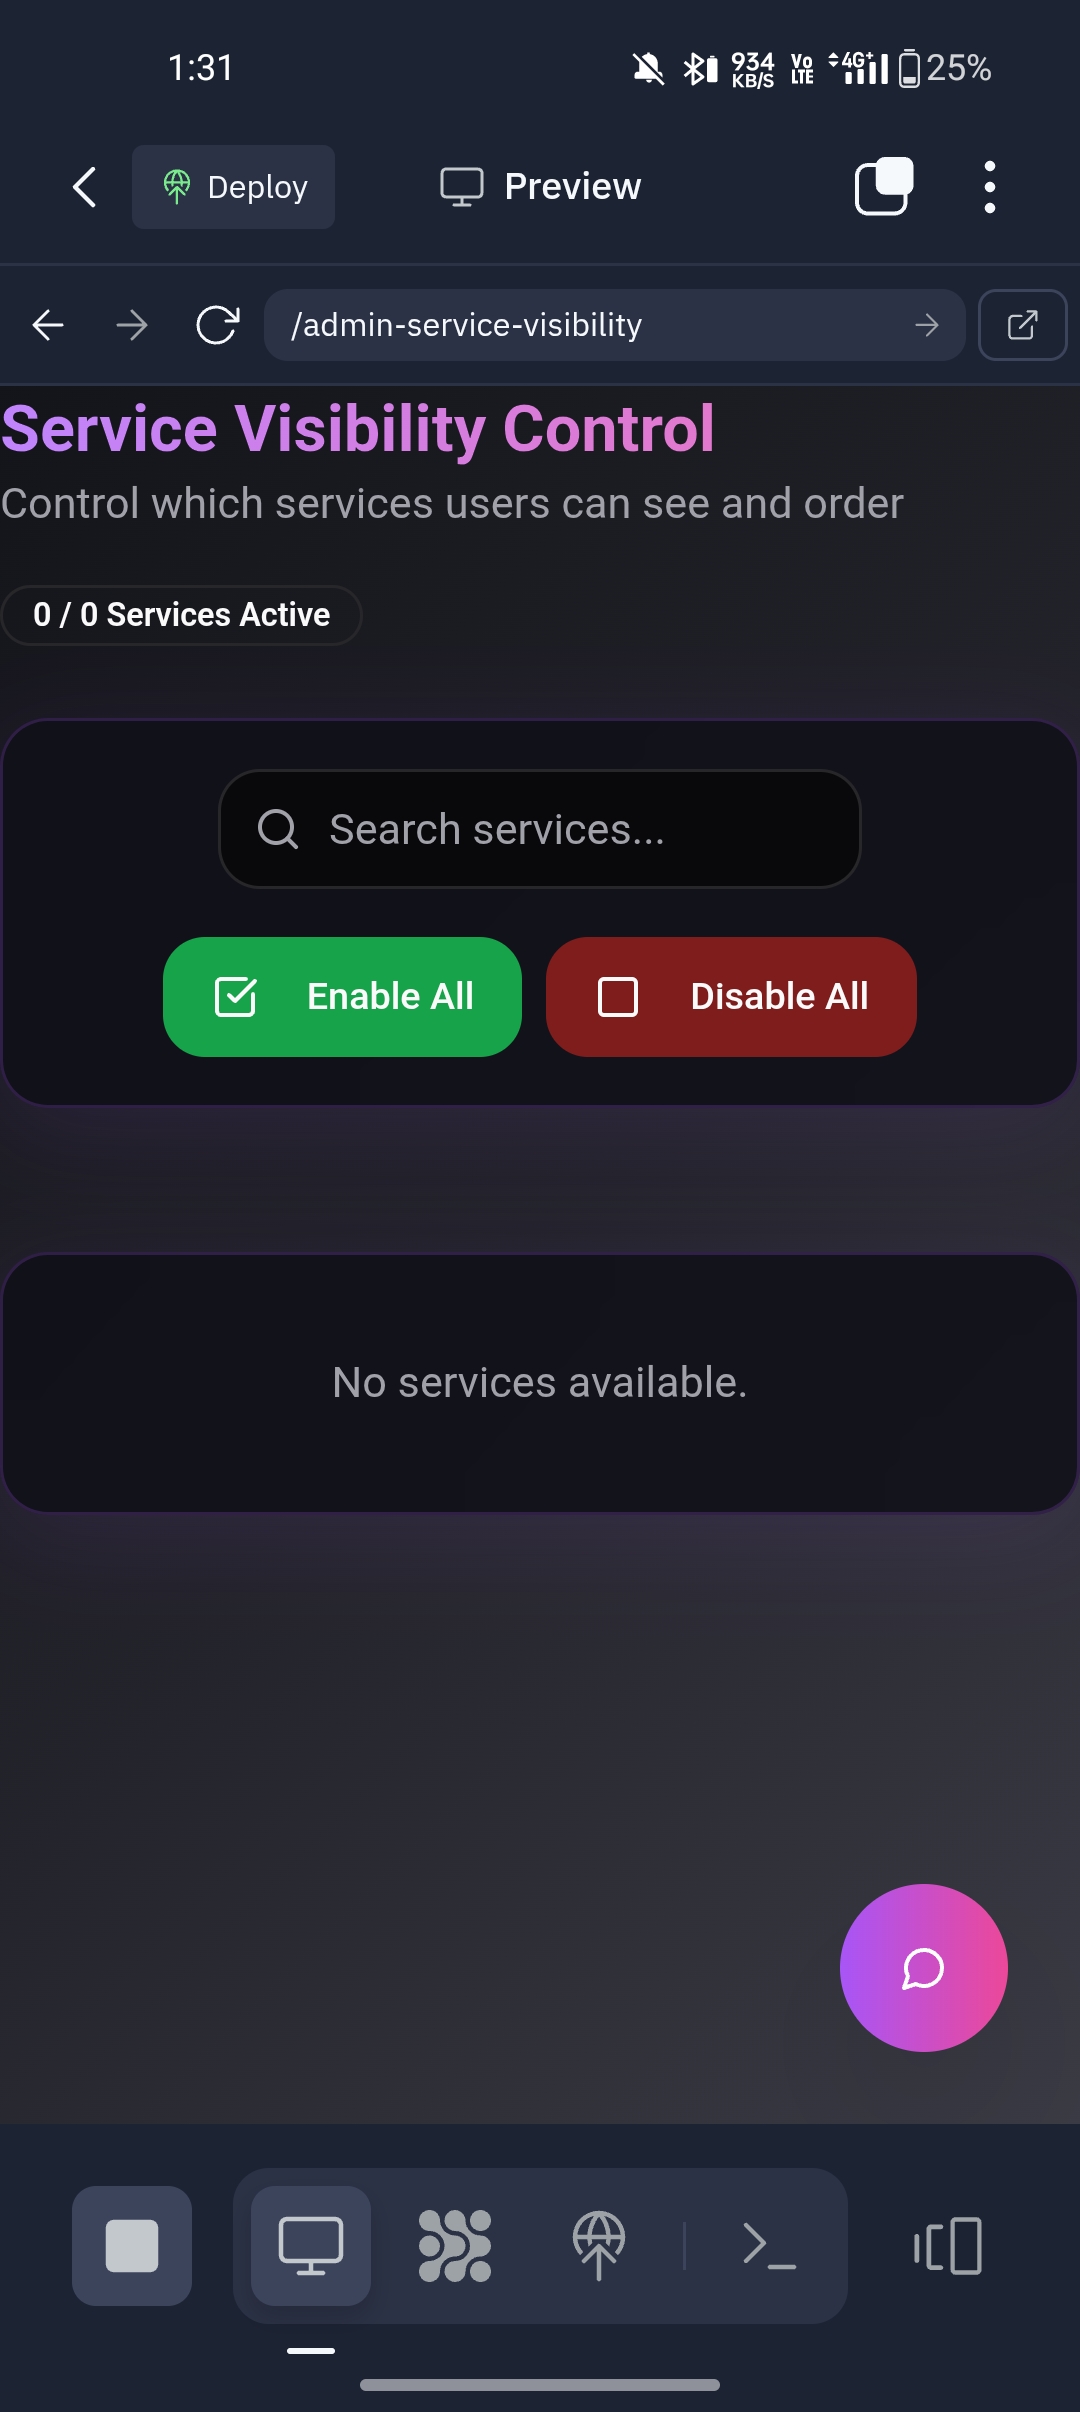 1:31
934
KB/S
Vo
LTE
4G+
25%
Deploy
Preview
/admin-service-visibility
Service Visibility Control
Control which services users can see and order
0 / 0 Services Active
Search services...
Enable All
Disable All
No services available.